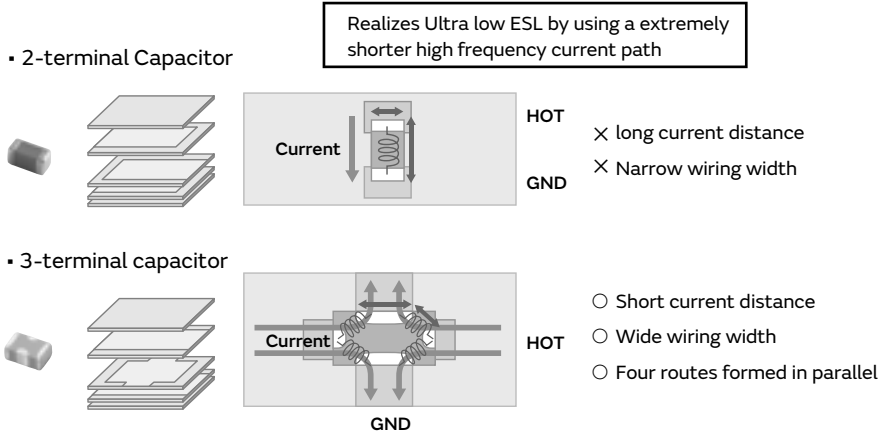 Realizes Ultra low ESL by using a extremely
shorter high frequency current path
▪ 2-terminal Capacitor
HOT
Current
GND
× long current distance
× Narrow wiring width
▪ 3-terminal capacitor
Current
HOT
GND
○ Short current distance
○ Wide wiring width
○ Four routes formed in parallel